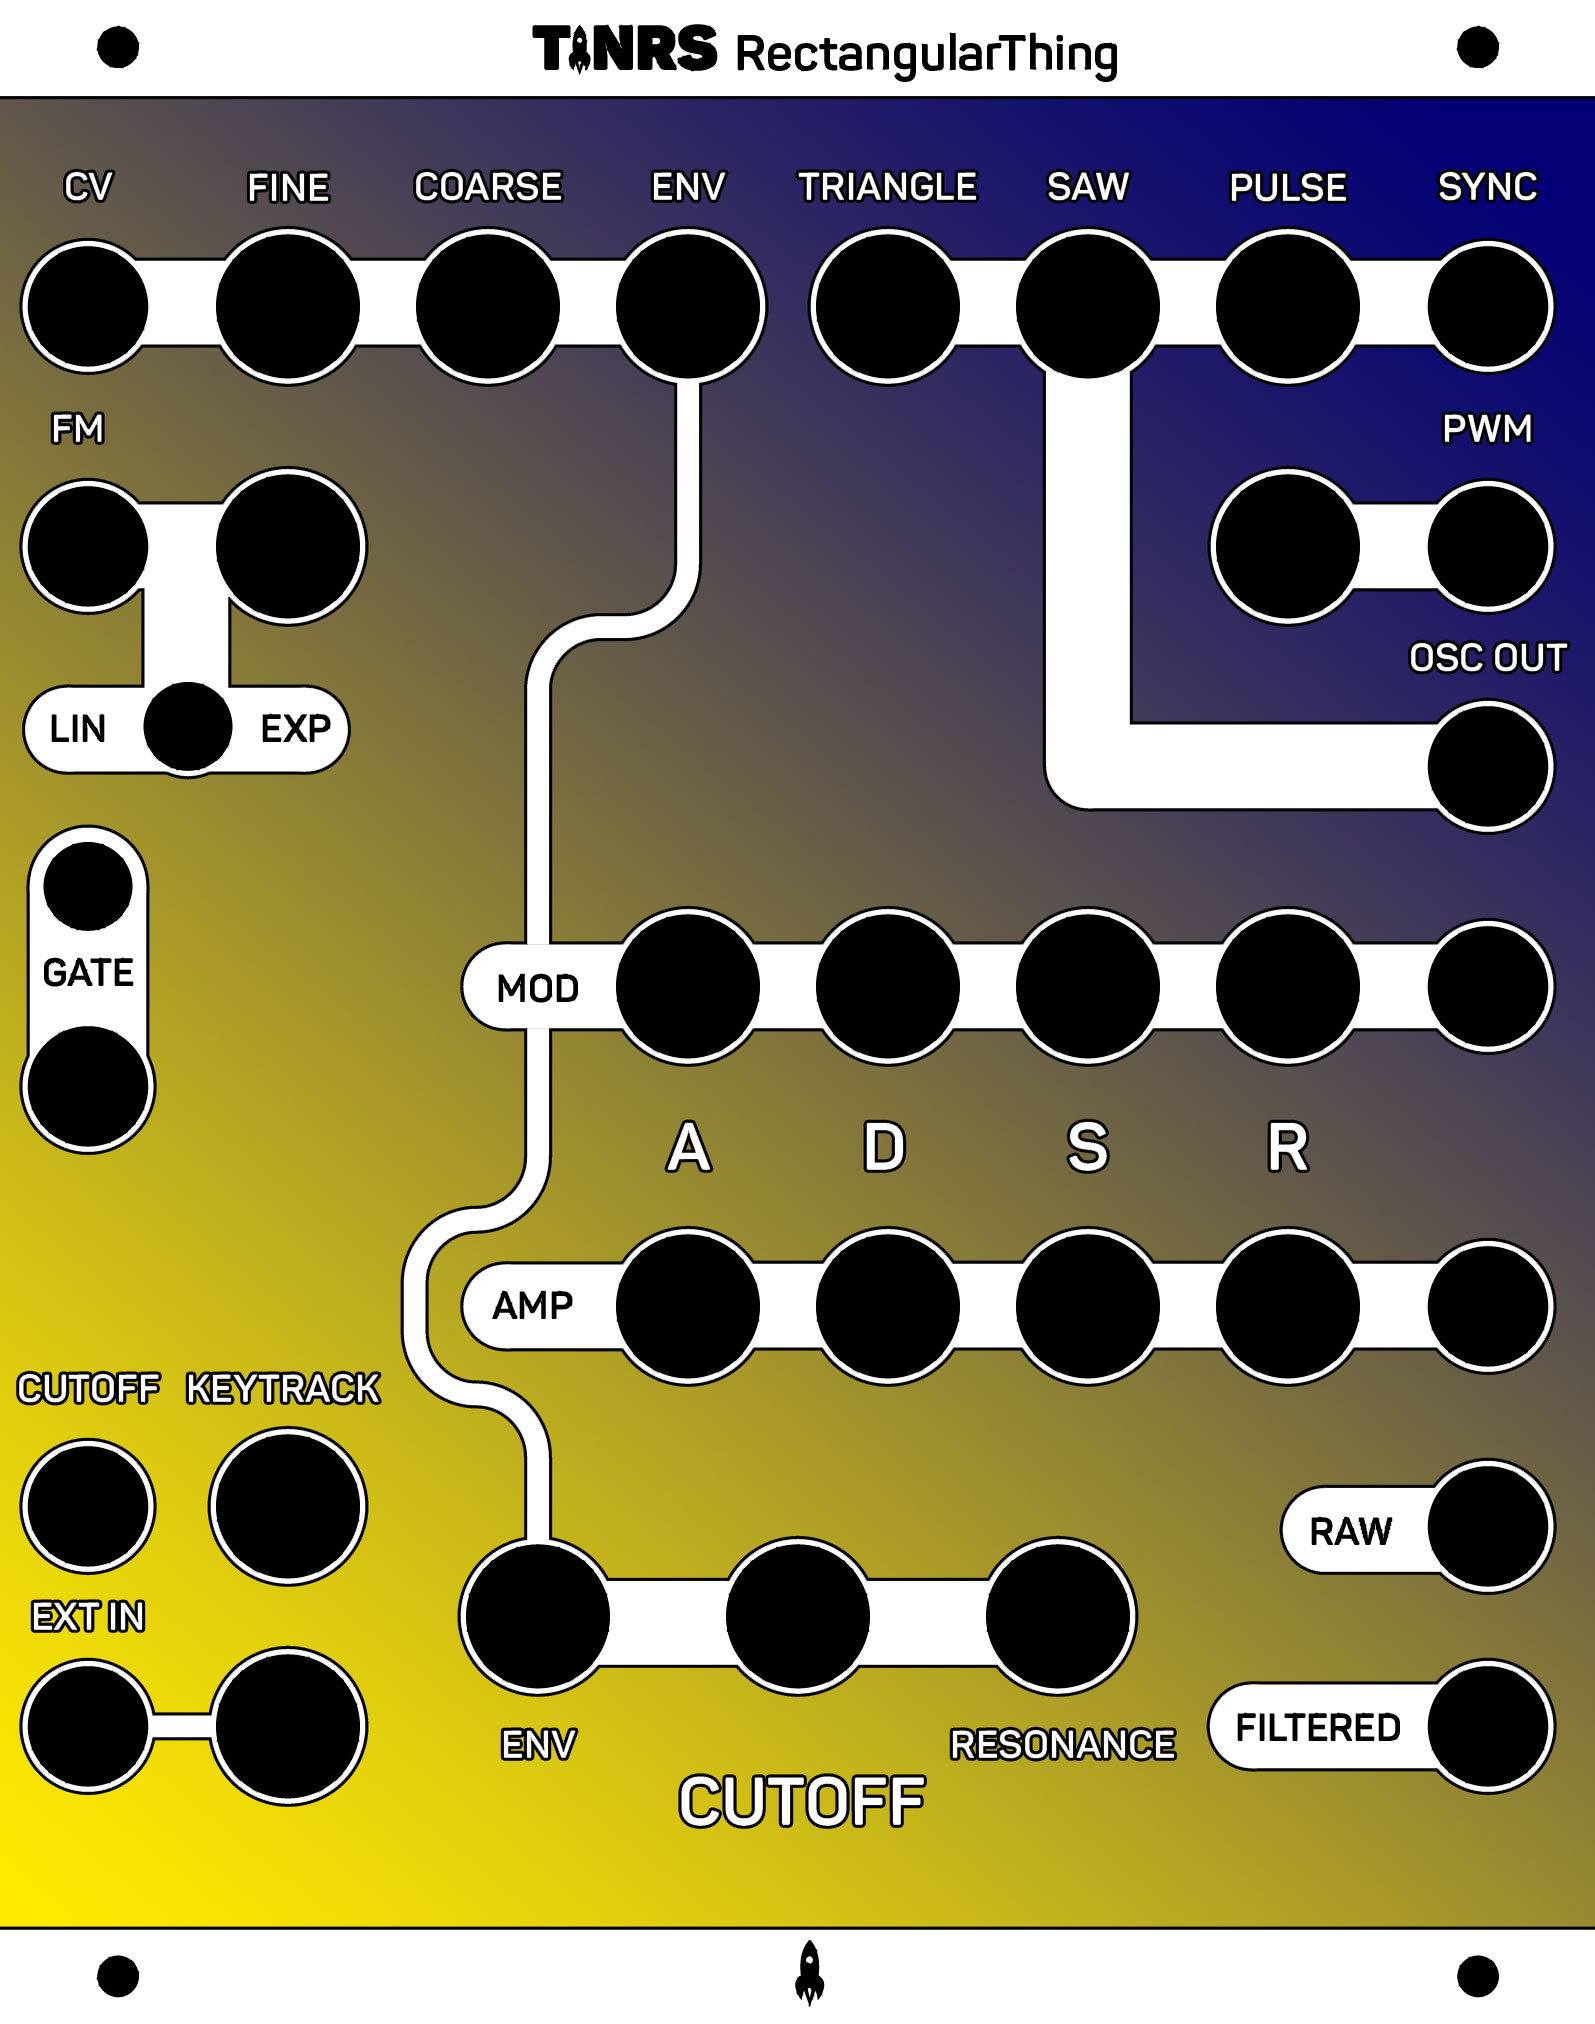 TiNRS RectangularThing
CV FINE COARSE ENV TRIANGLE SAW PULSE SYNC
FM PWM
OSC OUT
LIN EXP
GATE
MOD
A D S R
AMP
CUTOFF KEYTRACK
RAW
EXT IN
FILTERED
ENV RESONANCE
CUTOFF